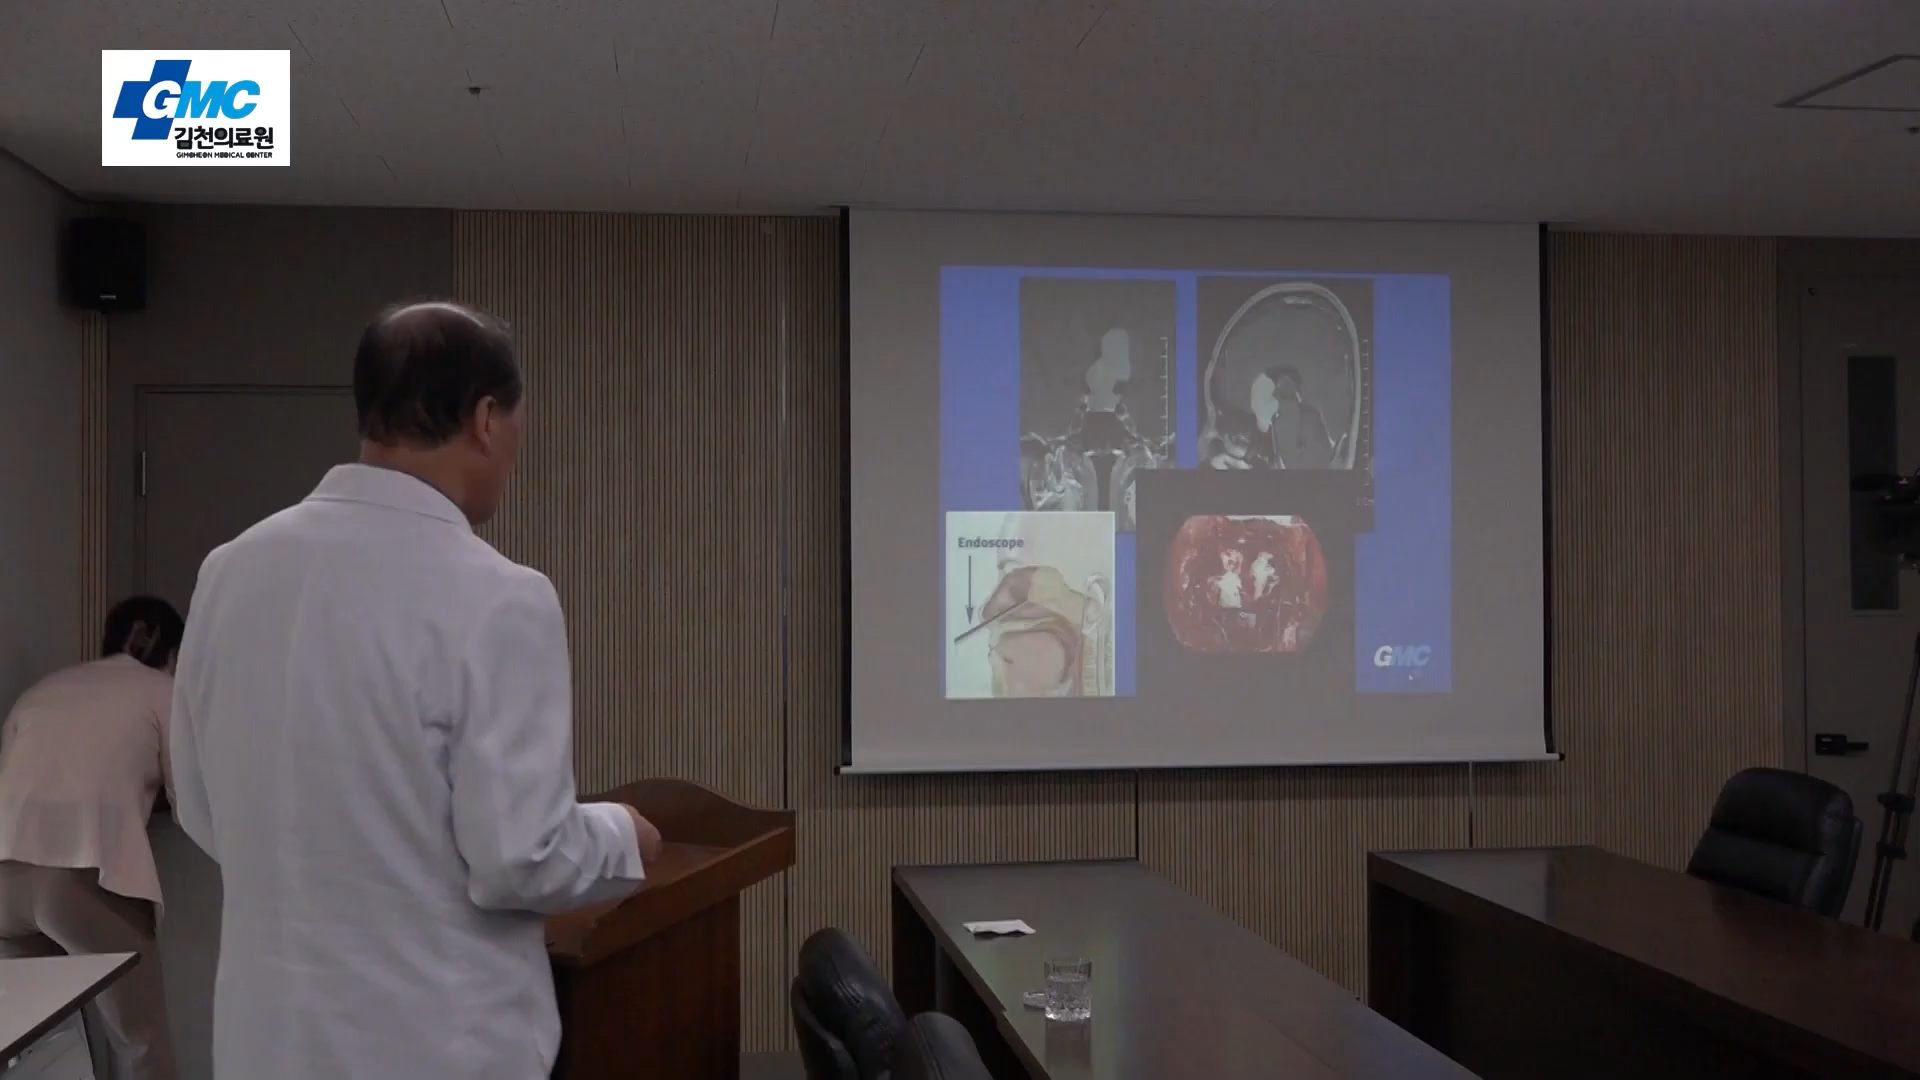 GMC
김천의료원
GIMCHEON MEDICAL CENTER
Endoscope
GMC